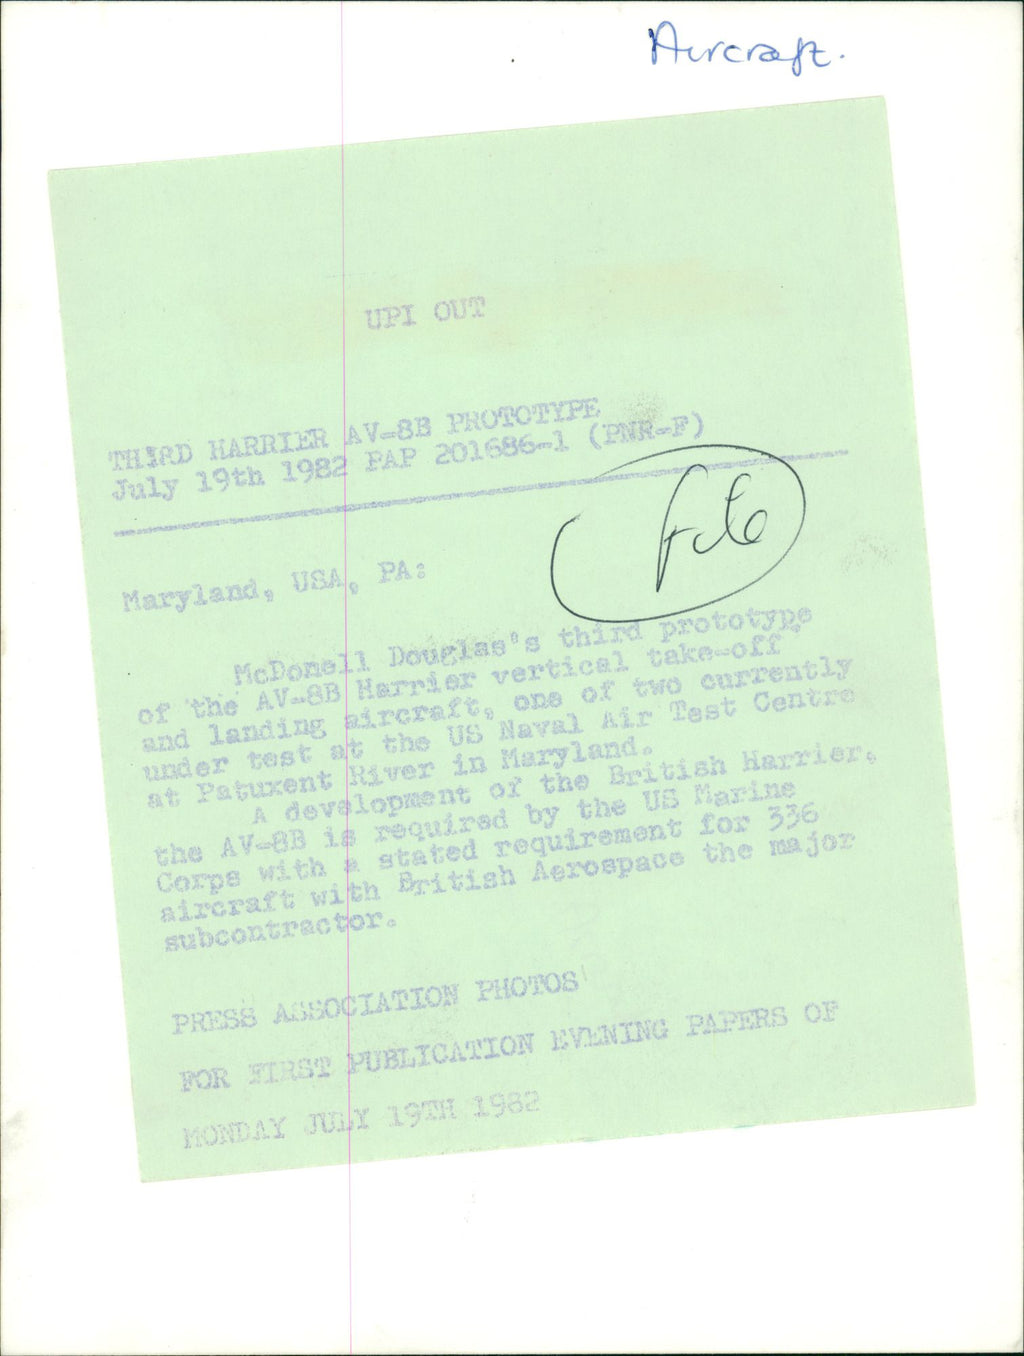 Aircraft.
UPI OUT
THIRD HARRIER AV-8B PROTOTYPE
July 19th 1982 PAP 201686-1 (PNR-F)
File
Maryland, USA, PA:
McDonell Douglas's third prototype
of the AV-8B Harrier vertical take-off
and landing aircraft, one of two currently
under test at the US Naval Air Test Centre
at Patuxent River in Maryland.
A development of the British Harrier,
the AV-8B is required by the US Marine
Corps with a stated requirement for 336
aircraft with British Aerospace the major
subcontractor.
PRESS ASSOCIATION PHOTOS
FOR FIRST PUBLICATION EVENING PAPERS OF
MONDAY JULY 19TH 1982